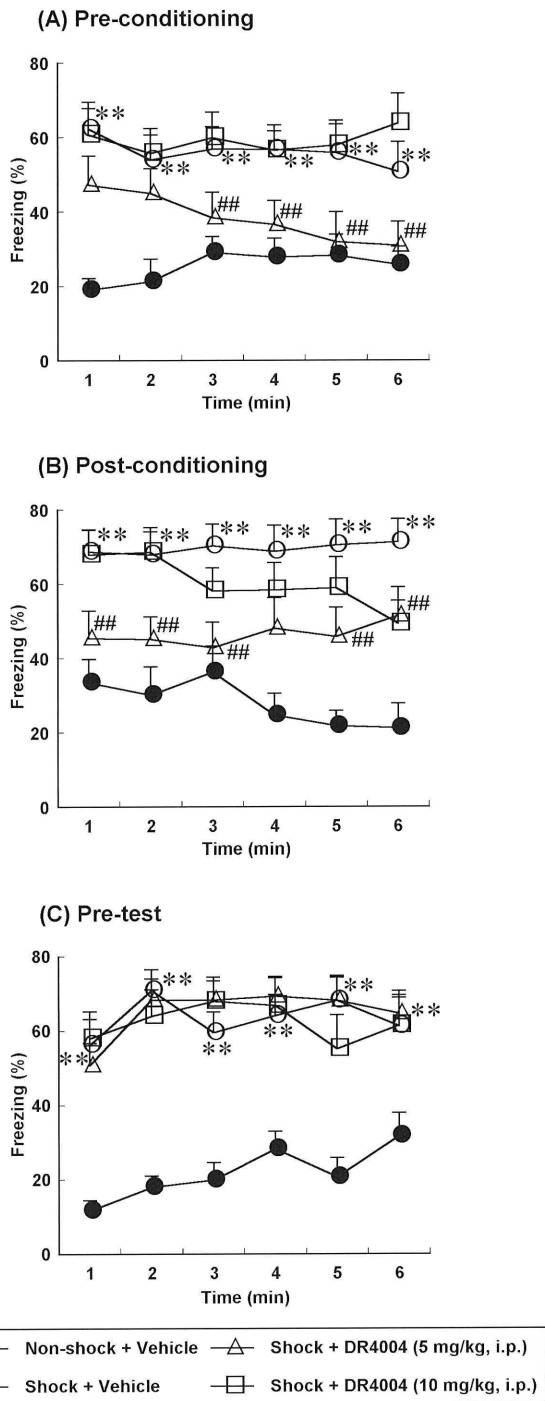 (A) Pre-conditioning
80
60
40
20
0
Freezing (%)
** ** ** ** ** **
## ## ## ##
1 2 3 4 5 6
Time (min)
(B) Post-conditioning
80
60
40
20
0
Freezing (%)
** ** ** ** ** **
## ## ## ## ##
1 2 3 4 5 6
Time (min)
(C) Pre-test
80
60
40
20
0
Freezing (%)
** ** ** ** ** **
1 2 3 4 5 6
Time (min)
Non-shock + Vehicle Shock + DR4004 (5 mg/kg, i.p.)
Shock + Vehicle Shock + DR4004 (10 mg/kg, i.p.)